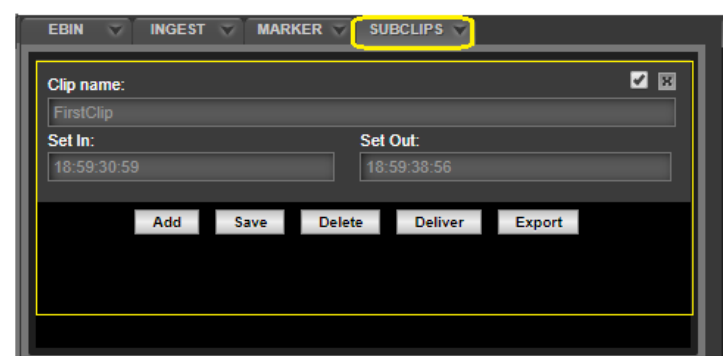 EBIN INGEST MARKER SUBCLIPS
Clip name:
FirstClip
Set In: Set Out:
18:59:30:59 18:59:38:56
Add Save Delete Deliver Export